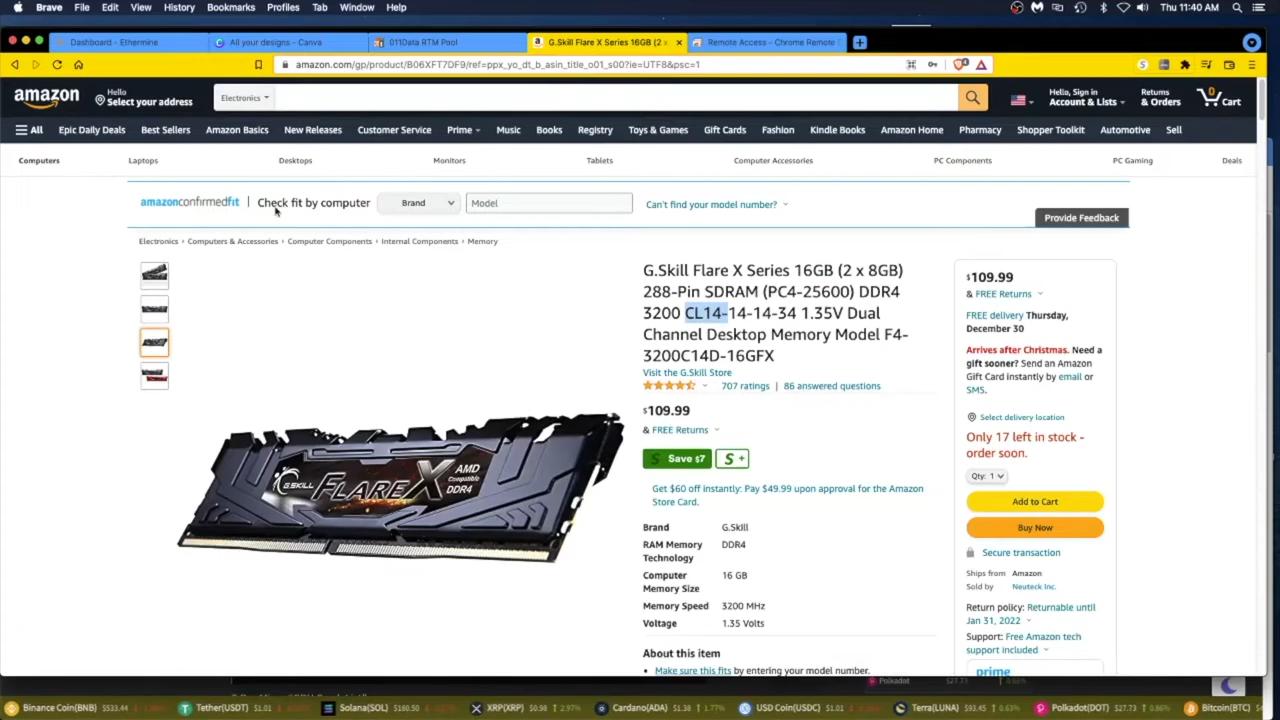 Brave File Edit View History Bookmarks Profiles Tab Window Help
Thu 11:40 AM
Dashboard - Ethermine
All your designs - Canva
011Data RTM Pool
G.Skill Flare X Series 16GB (2 x
Remote Access - Chrome Remote
amazon.com/gp/product/B06XFT7DF9/ref=ppx_yo_dt_b_asin_title_o01_s00?ie=UTF8&psc=1
amazon
Hello
Select your address
Electronics
Hello, Sign in
Account & Lists
Returns
& Orders
0
Cart
All Epic Daily Deals Best Sellers Amazon Basics New Releases Customer Service Prime Music Books Registry Toys & Games Gift Cards Fashion Kindle Books Amazon Home Pharmacy Shopper Toolkit Automotive Sell
Computers Laptops Desktops Monitors Tablets Computer Accessories PC Components PC Gaming Deals
amazonconfirmedfit | Check fit by computer Brand Model Can't find your model number?
Provide Feedback
Electronics › Computers & Accessories › Computer Components › Internal Components › Memory
G.SKILL
FLARE X
AMD
Compatible
DDR4
G.Skill Flare X Series 16GB (2 x 8GB)
288-Pin SDRAM (PC4-25600) DDR4
3200 CL14-14-14-34 1.35V Dual
Channel Desktop Memory Model F4-
3200C14D-16GFX
Visit the G.Skill Store
707 ratings | 86 answered questions
$109.99
& FREE Returns
S Save $7
S +
Get $60 off instantly: Pay $49.99 upon approval for the Amazon
Store Card.
Brand G.Skill
RAM Memory DDR4
Technology
Computer 16 GB
Memory Size
Memory Speed 3200 MHz
Voltage 1.35 Volts
About this item
• Make sure this fits by entering your model number.
$109.99
& FREE Returns
FREE delivery Thursday,
December 30
Arrives after Christmas. Need a
gift sooner? Send an Amazon
Gift Card instantly by email or
SMS.
Select delivery location
Only 17 left in stock -
order soon.
Qty: 1
Add to Cart
Buy Now
Secure transaction
Ships from Amazon
Sold by Neuteck Inc.
Return policy: Returnable until
Jan 31, 2022
Support: Free Amazon tech
support included
prime
Polkadot $27.73
Binance Coin(BNB) $533.44 Tether(USDT) $1.01 Solana(SOL) $180.50 XRP(XRP) $0.98 2.97% Cardano(ADA) $1.38 1.77% USD Coin(USDC) $1.01 Terra(LUNA) $93.45 0.63% Polkadot(DOT) $27.73 0.86% Bitcoin(BTC)